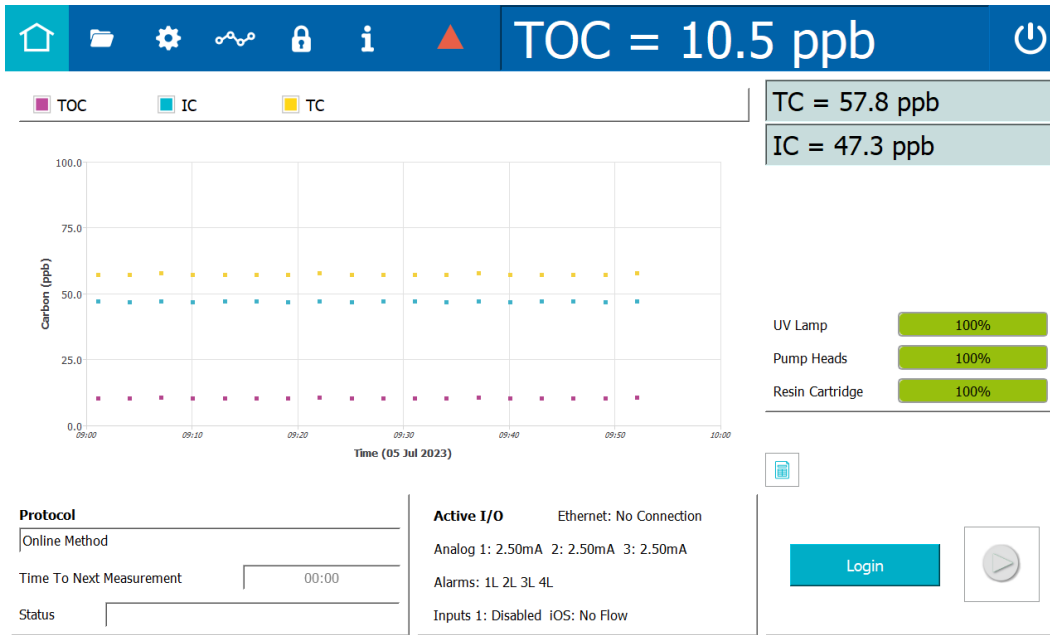 TOC = 10.5 ppb
TOC IC TC
TC = 57.8 ppb
IC = 47.3 ppb
100.0
75.0
50.0
25.0
0.0
Carbon (ppb)
09:00 09:10 09:20 09:30 09:40 09:50 10:00
Time (05 Jul 2023)
UV Lamp 100%
Pump Heads 100%
Resin Cartridge 100%
Protocol
Online Method
Time To Next Measurement 00:00
Status
Active I/O Ethernet: No Connection
Analog 1: 2.50mA 2: 2.50mA 3: 2.50mA
Alarms: 1L 2L 3L 4L
Inputs 1: Disabled iOS: No Flow
Login